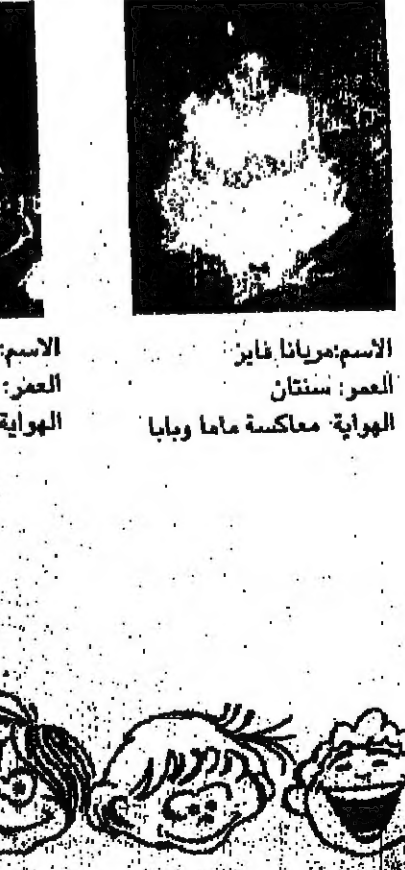 الاسم: مريانا فايز
العمر: سنتان
الهواية: معاكسة ماما وبابا
الاسم:
العمر:
الهواية